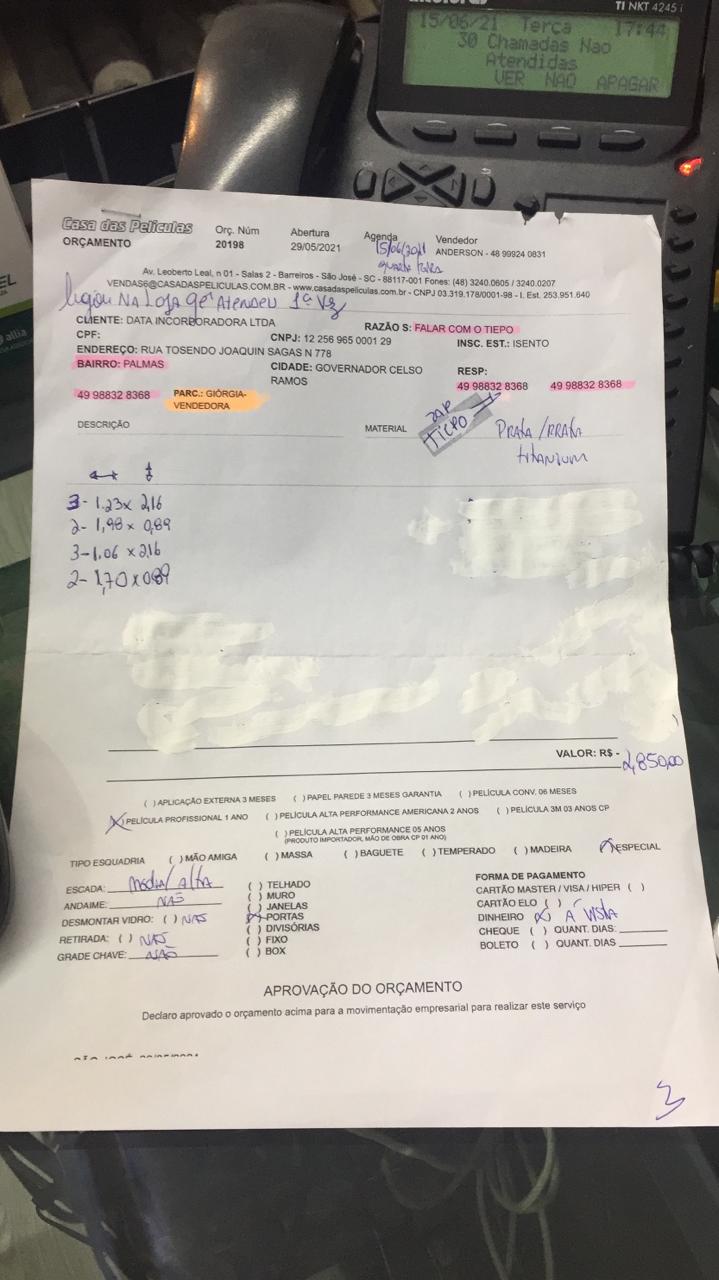 TI NKT 4245 i
15/06/21 Terca 17:44
30 Chamadas Nao
Atendidas
VER NAO APAGAR
Casa das Peliculas
ORÇAMENTO
Orç. Núm
20198
Abertura
29/05/2021
Agenda
15/06/2021
quarta feira
Vendedor
ANDERSON - 48 99924 0831
Av. Leoberto Leal, n 01 - Salas 2 - Barreiros - São José - SC - 88117-001 Fones: (48) 3240.0605 / 3240.0207
VENDAS6@CASADASPELICULAS.COM.BR - www.casadaspeliculas.com.br - CNPJ 03.319.178/0001-98 - I. Est. 253.951.640
ligou NA Loja Atendeu 1ª Vez
CLIENTE: DATA INCORBADORA LTDA
RAZÃO S: FALAR COM O TIEPO
CPF:
CNPJ: 12 256 965 0001 29
INSC. EST.: ISENTO
ENDEREÇO: RUA TOSENDO JOAQUIN SAGAS N 778
BAIRRO: PALMAS
CIDADE: GOVERNADOR CELSO
RAMOS
RESP:
49 98832 8368
49 98832 8368
49 98832 8368
PARC.: GIÓRGIA-
VENDEDORA
DESCRIÇÃO
MATERIAL
ZAP
TIEPO
PRATA/PRATA
TITANIUM
3- 1.23x 2,16
2- 1,98 x 0,89
3-1.06 x 2,16
2- 1,70 x 0,89
VALOR: R$ - 2,850,00
( ) APLICAÇÃO EXTERNA 3 MESES ( ) PAPEL PAREDE 3 MESES GARANTIA ( ) PELÍCULA CONV. 06 MESES
(X) PELÍCULA PROFISSIONAL 1 ANO ( ) PELÍCULA ALTA PERFORMANCE AMERICANA 2 ANOS ( ) PELÍCULA 3M 03 ANOS CP
( ) PELÍCULA ALTA PERFORMANCE 05 ANOS
(PRODUTO IMPORTADOR, MÃO DE OBRA CP 01 ANO)
TIPO ESQUADRIA ( ) MÃO AMIGA ( ) MASSA ( ) BAGUETE ( ) TEMPERADO ( ) MADEIRA (X) ESPECIAL
ESCADA: média/alta
ANDAIME: NÃO
DESMONTAR VIDRO: ( ) NÃO
RETIRADA: ( ) NÃO
GRADE CHAVE: NÃO
( ) TELHADO
( ) MURO
( ) JANELAS
(X) PORTAS
( ) DIVISÓRIAS
( ) FIXO
( ) BOX
FORMA DE PAGAMENTO
CARTÃO MASTER / VISA / HIPER ( )
CARTÃO ELO ( )
DINHEIRO (X) À VISTA
CHEQUE ( ) QUANT. DIAS:
BOLETO ( ) QUANT. DIAS
APROVAÇÃO DO ORÇAMENTO
Declaro aprovado o orçamento acima para a movimentação empresarial para realizar este serviço
3
allia